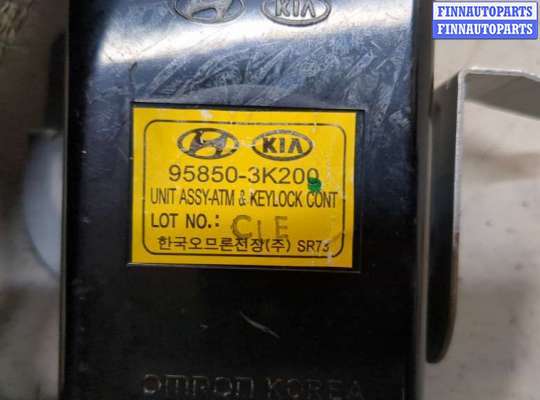 FINNAUTOPARTS
FINNAUTOPARTS
KIA
KIA
95850-3K200
UNIT ASSY-ATM & KEYLOCK CONT
LOT NO.: C1E
한국오므론전장(주) SR73
OMRON KOREA